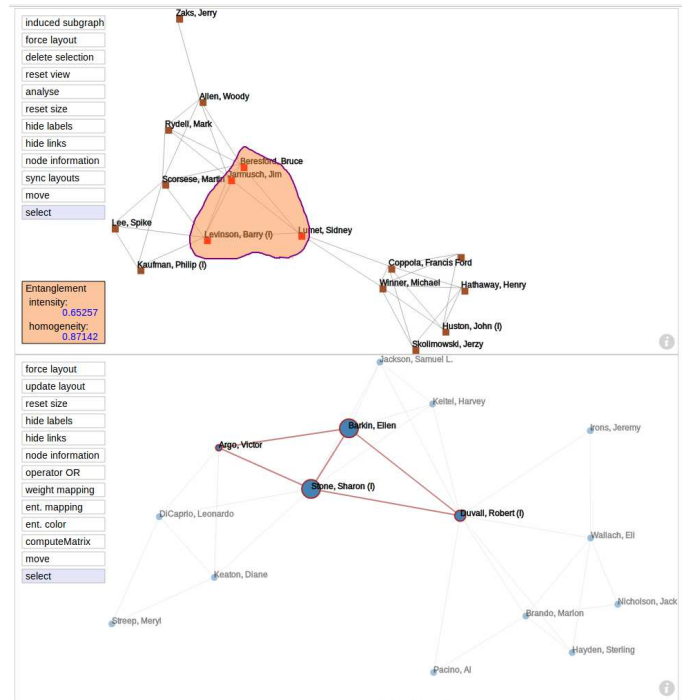 induced subgraph
force layout
delete selection
reset view
analyse
reset size
hide labels
hide links
node information
sync layouts
move
select
Zaks, Jerry
Allen, Woody
Rydell, Mark
Beresford, Bruce
Jarmusch, Jim
Scorsese, Martin
Lee, Spike
Levinson, Barry (I)
Lumet, Sidney
Kaufman, Philip (I)
Coppola, Francis Ford
Winner, Michael
Hathaway, Henry
Huston, John (I)
Skolimowski, Jerzy
Entanglement
intensity:
0.65257
homogeneity:
0.87142
i
force layout
update layout
reset size
hide labels
hide links
node information
operator OR
weight mapping
ent. mapping
ent. color
computeMatrix
move
select
Jackson, Samuel L.
Keitel, Harvey
Barkin, Ellen
Irons, Jeremy
Argo, Victor
Stone, Sharon (I)
DiCaprio, Leonardo
Duvall, Robert (I)
Wallach, Eli
Keaton, Diane
Nicholson, Jack
Brando, Marlon
Streep, Meryl
Hayden, Sterling
Pacino, Al
i